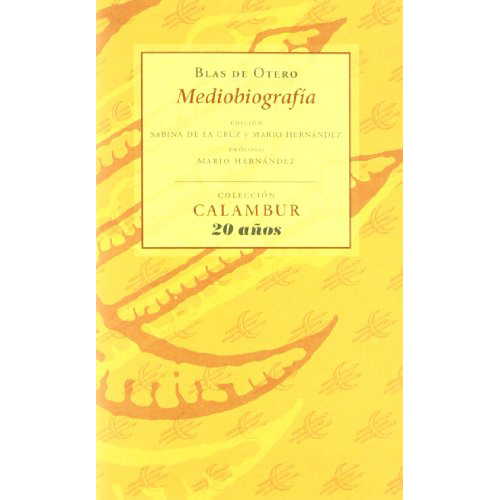 Blas de Otero
Mediobiografía
EDICIÓN
SABINA DE LA CRUZ y MARIO HERNÁNDEZ
PRÓLOGO
MARIO HERNÁNDEZ
COLECCIÓN
CALAMBUR
20 años